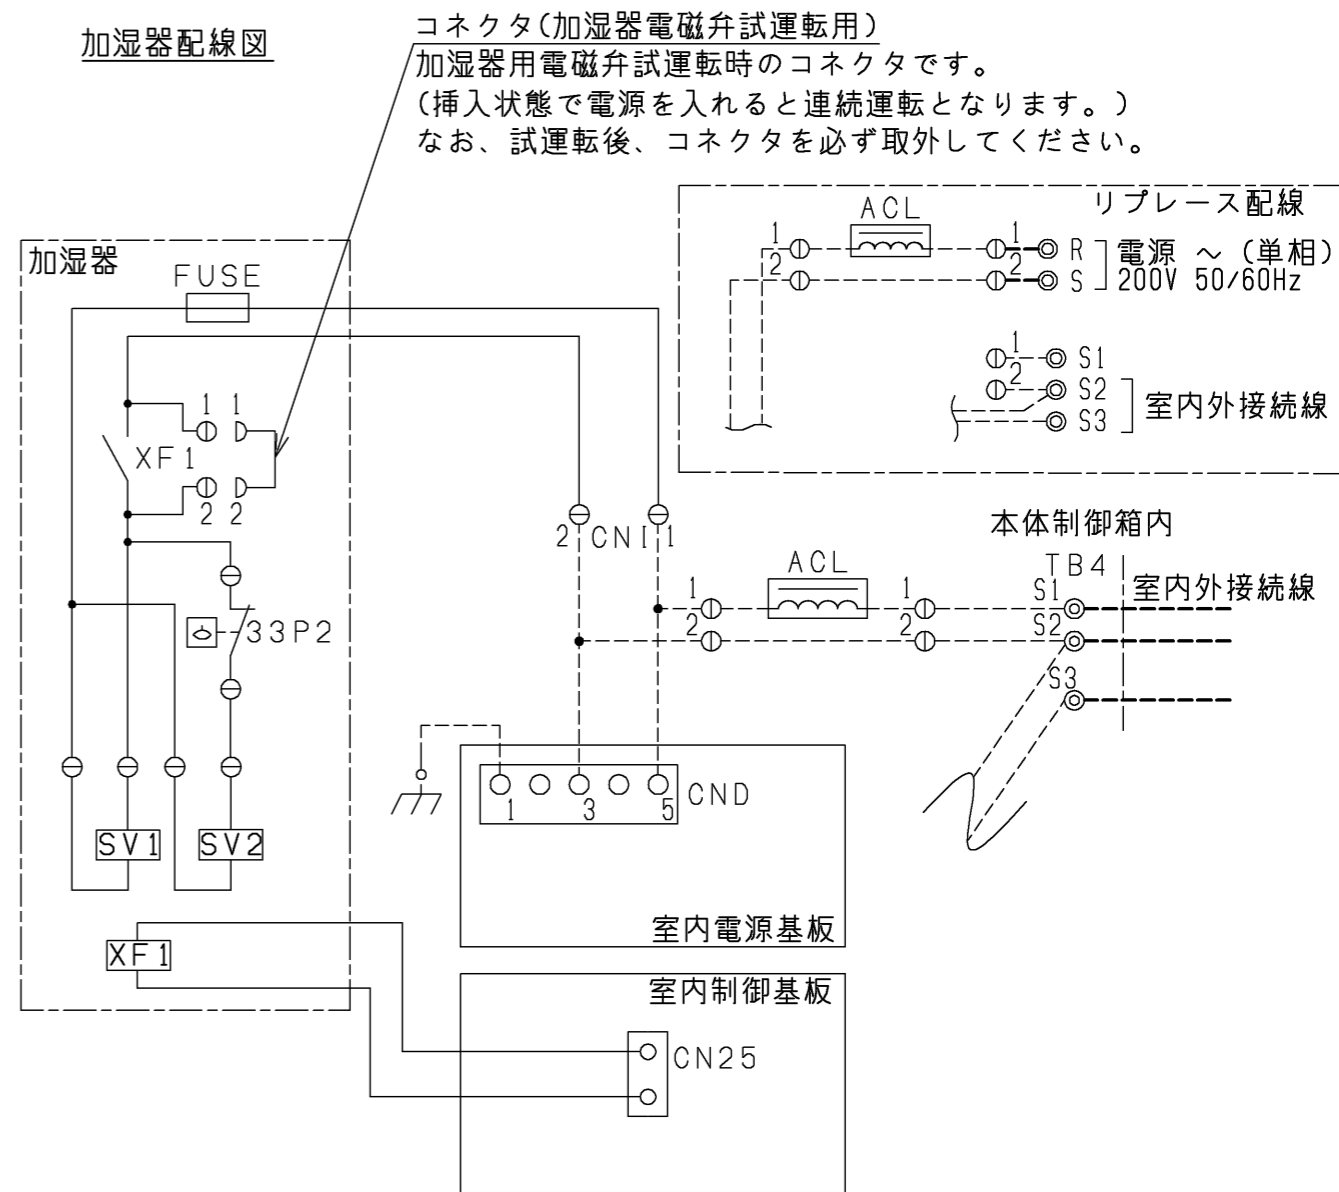 加湿器配線図
コネクタ(加湿器電磁弁試運転用)
加湿器用電磁弁試運転時のコネクタです。
(挿入状態で電源を入れると連続運転となります。)
なお、試運転後、コネクタを必ず取外してください。
リプレース配線
ACL
1 1 R
2 2 S
電源 ~ (単相)
200V 50/60Hz
1 S1
2 S2
S3
室内外接続線
加湿器
FUSE
1 1
XF1
2 2
2 CNI 1
33P2
本体制御箱内
TB4
ACL
1 1 S1
2 2 S2
S3
室内外接続線
SV1
SV2
1 3 5 CND
室内電源基板
XF1
室内制御基板
CN25